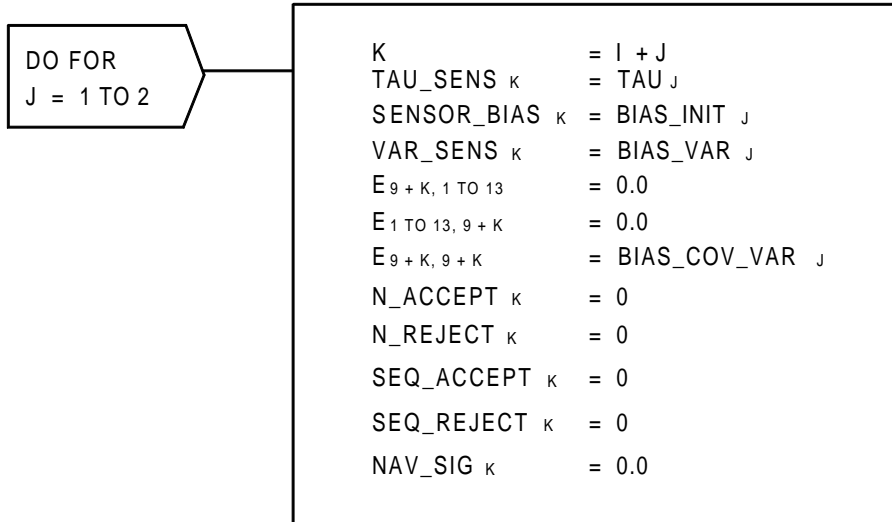 DO FOR
J = 1 TO 2
K = I + J
TAU_SENS K = TAU J
SENSOR_BIAS K = BIAS_INIT J
VAR_SENS K = BIAS_VAR J
E 9 + K, 1 TO 13 = 0.0
E 1 TO 13, 9 + K = 0.0
E 9 + K, 9 + K = BIAS_COV_VAR J
N_ACCEPT K = 0
N_REJECT K = 0
SEQ_ACCEPT K = 0
SEQ_REJECT K = 0
NAV_SIG K = 0.0